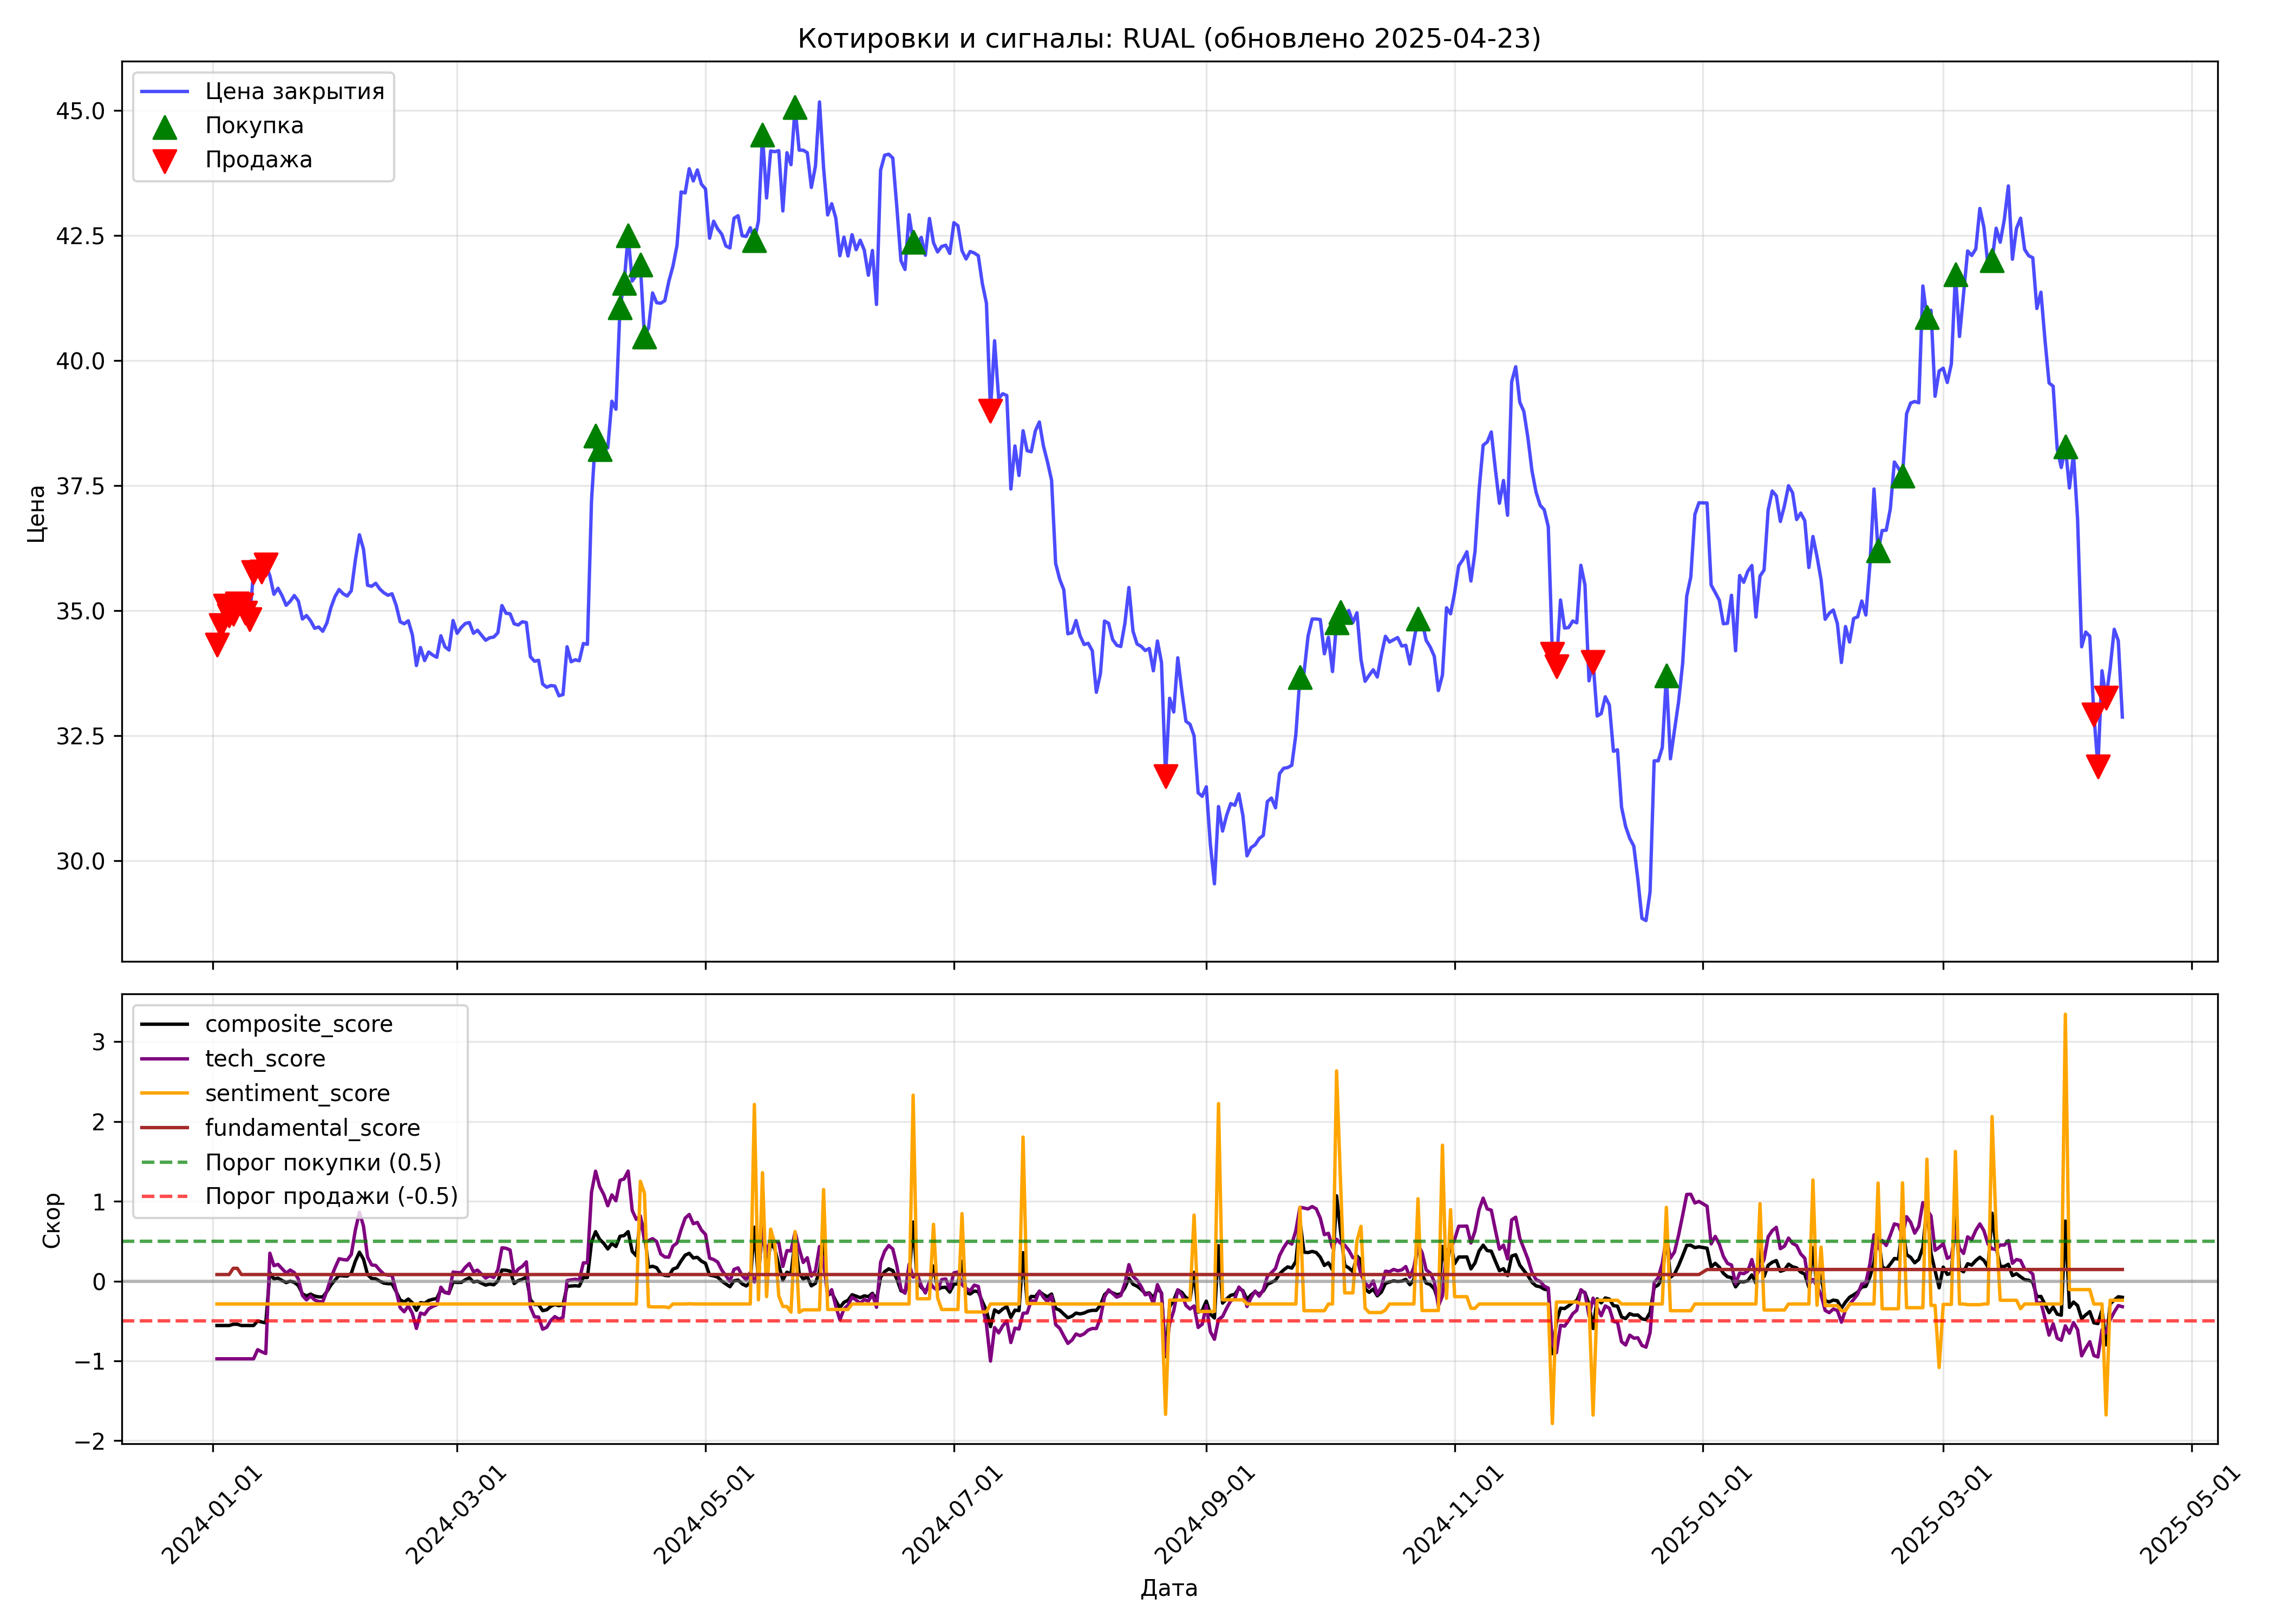 Котировки и сигналы: RUAL (обновлено 2025-04-23)
Цена закрытия
Покупка
Продажа
45.0
42.5
40.0
37.5
35.0
32.5
30.0
Цена
composite_score
tech_score
sentiment_score
fundamental_score
Порог покупки (0.5)
Порог продажи (-0.5)
3
2
1
0
−1
−2
Скор
2024-01-01
2024-03-01
2024-05-01
2024-07-01
2024-09-01
2024-11-01
2025-01-01
2025-03-01
2025-05-01
Дата